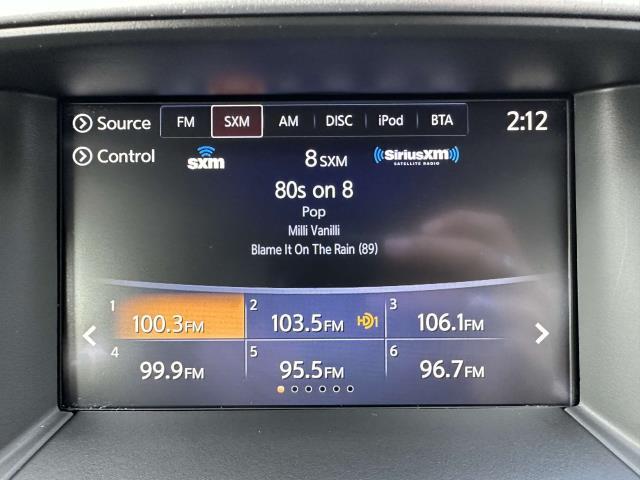 Source FM SXM AM DISC iPod BTA 2:12
Control sxm 8 SXM ((SiriusXM))
SATELLITE RADIO
80s on 8
Pop
Milli Vanilli
Blame It On The Rain (89)
1 100.3FM 2 103.5FM HD1 3 106.1FM
4 99.9FM 5 95.5FM 6 96.7FM